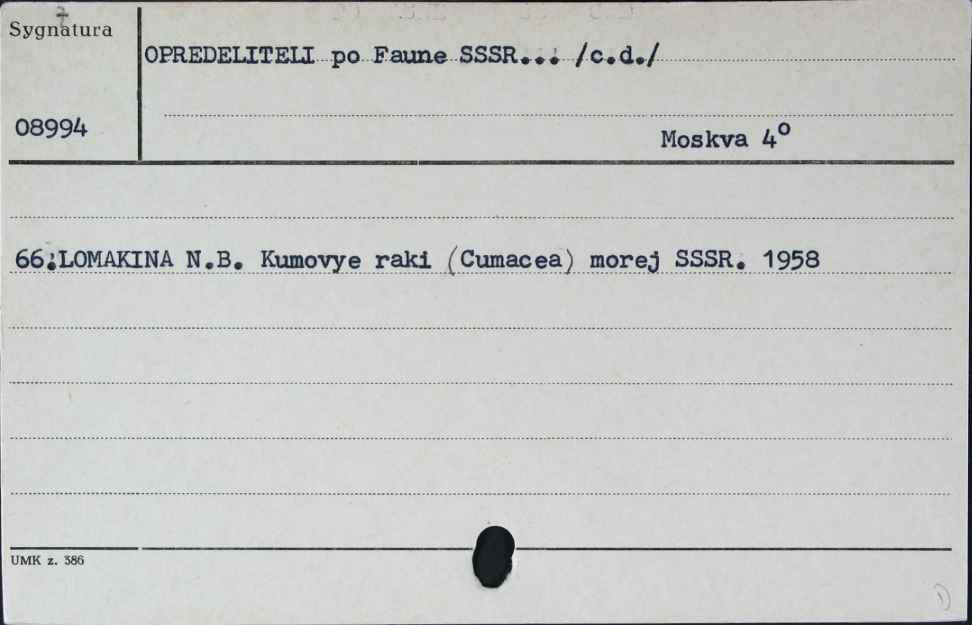 Sygnatura
OPREDELITELI po Faune SSSR... /c.d./
08994
Moskva 4°
66.LOMAKINA N.B. Kumovye raki (Cumacea) morej SSSR. 1958
UMK z. 386